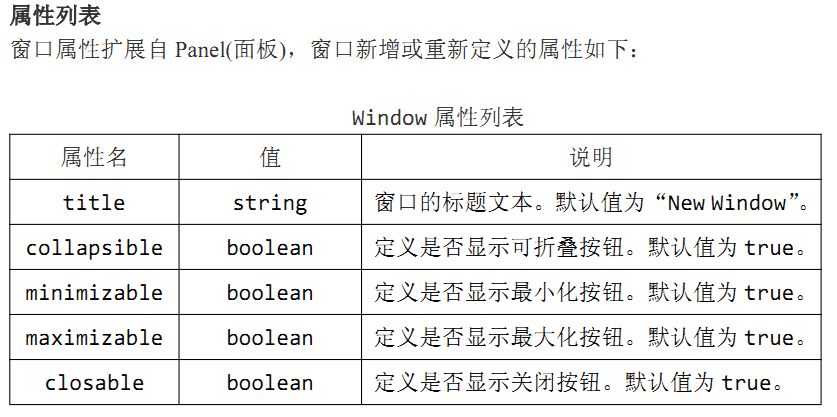 属性列表
窗口属性扩展自 Panel(面板)，窗口新增或重新定义的属性如下：
Window 属性列表
属性名 值 说明
title string 窗口的标题文本。默认值为“New Window”。
collapsible boolean 定义是否显示可折叠按钮。默认值为 true。
minimizable boolean 定义是否显示最小化按钮。默认值为 true。
maximizable boolean 定义是否显示最大化按钮。默认值为 true。
closable boolean 定义是否显示关闭按钮。默认值为 true。